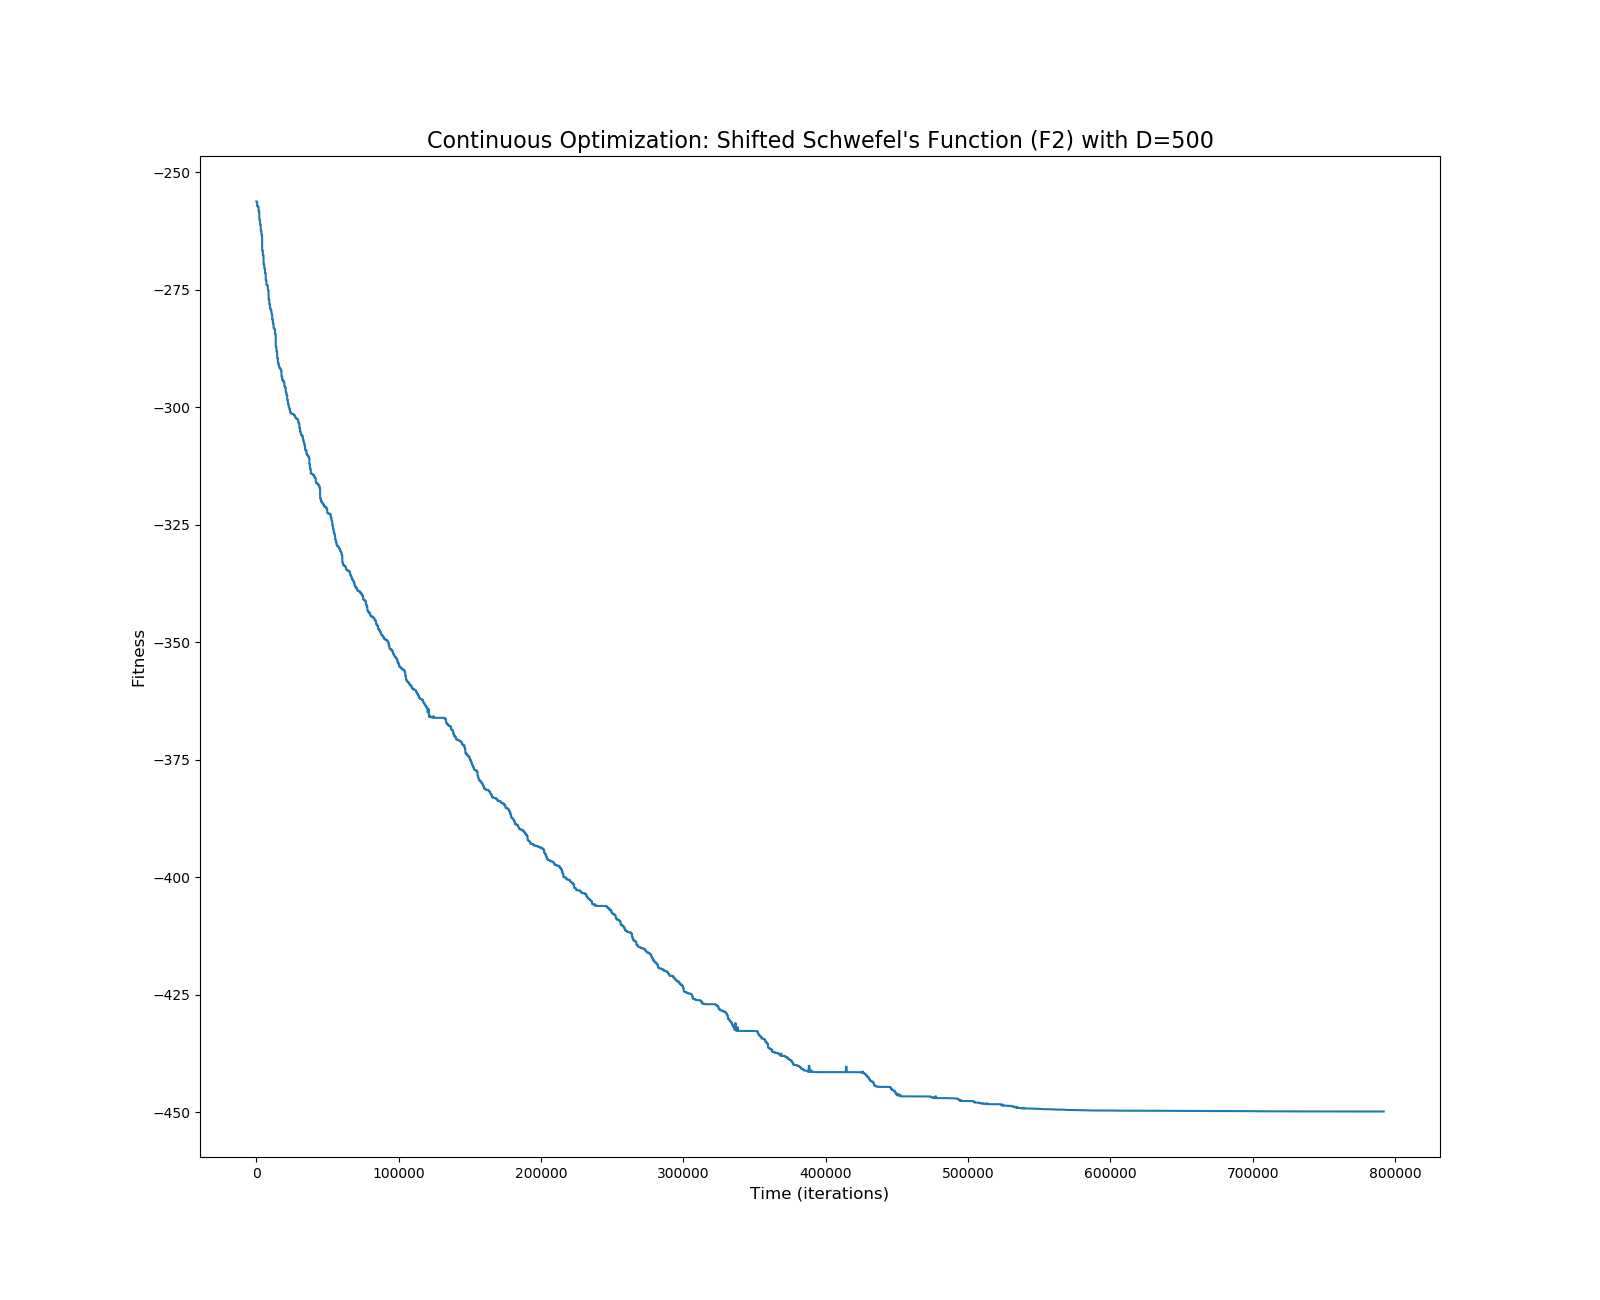 Continuous Optimization: Shifted Schwefel's Function (F2) with D=500
−250
−275
−300
−325
−350
−375
−400
−425
−450
Fitness
0 100000 200000 300000 400000 500000 600000 700000 800000
Time (iterations)